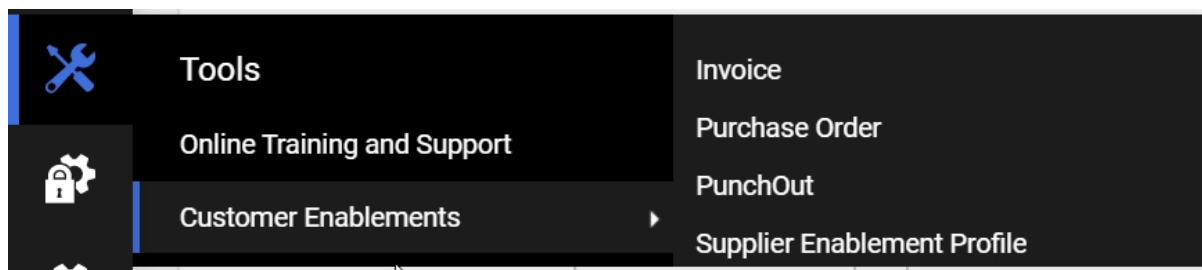 Tools
Online Training and Support
Customer Enablements
Invoice
Purchase Order
PunchOut
Supplier Enablement Profile